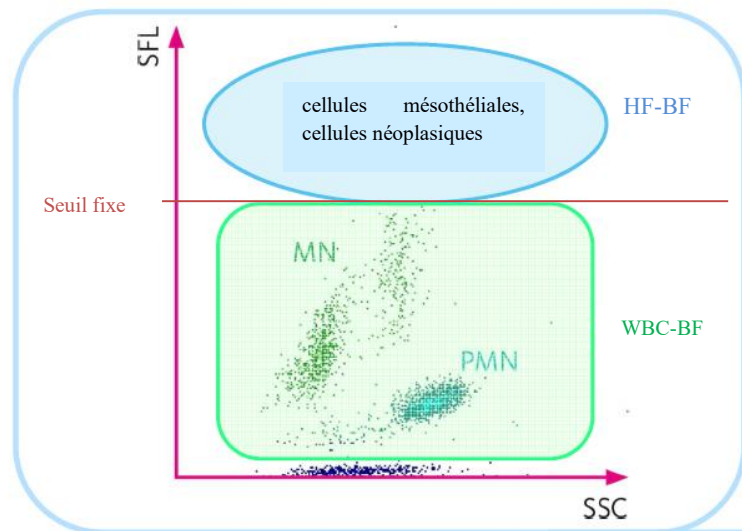 SFL
cellules mésothéliales,
cellules néoplasiques
HF-BF
Seuil fixe
MN
WBC-BF
PMN
SSC